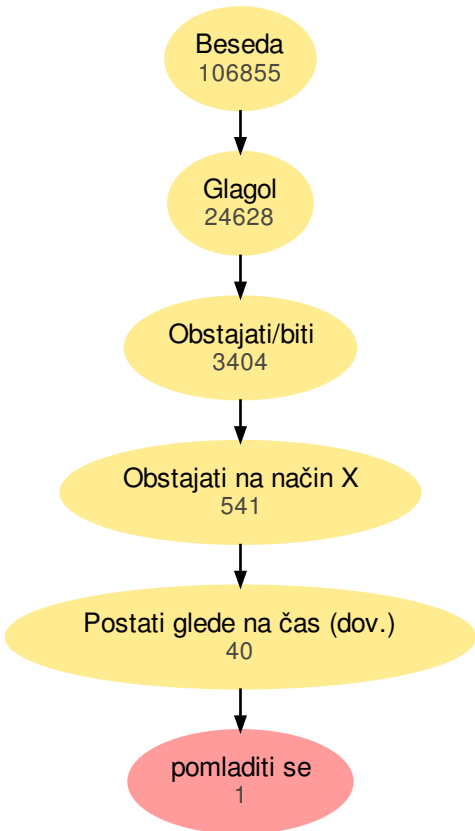 Beseda
106855
Glagol
24628
Obstajati/biti
3404
Obstajati na način X
541
Postati glede na čas (dov.)
40
pomladiti se
1